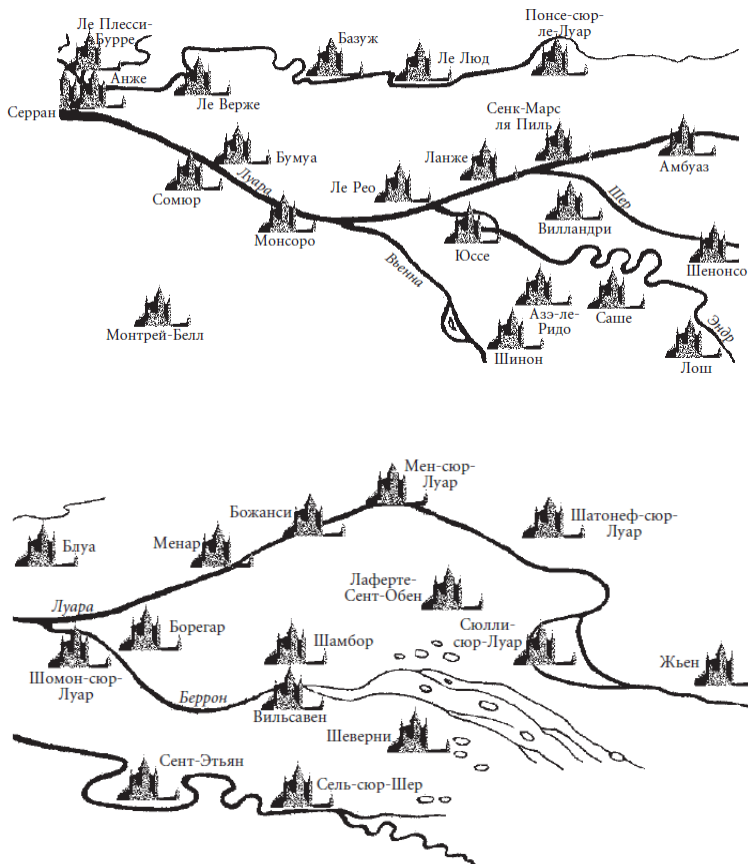 Ле Плесси-
Бурре
Анже
Серран
Ле Верже
Базуж
Ле Люд
Понсе-сюр-
ле-Луар
Сенк-Марс
ля Пиль
Амбуаз
Ланже
Ле Рео
Бумуа
Сомюр
Луара
Монсоро
Юссе
Вилландри
Шер
Шенонсо
Вьенна
Монтрей-Белл
Азэ-ле-
Ридо
Саше
Эндр
Шинон
Лош
Мен-сюр-
Луар
Божанси
Шатонеф-сюр-
Луар
Блуа
Менар
Лаферте-
Сент-Обен
Луара
Борегар
Шамбор
Сюлли-
сюр-Луар
Жьен
Шомон-сюр-
Луар
Беррон
Вильсавен
Шеверни
Сент-Этьян
Сель-сюр-Шер